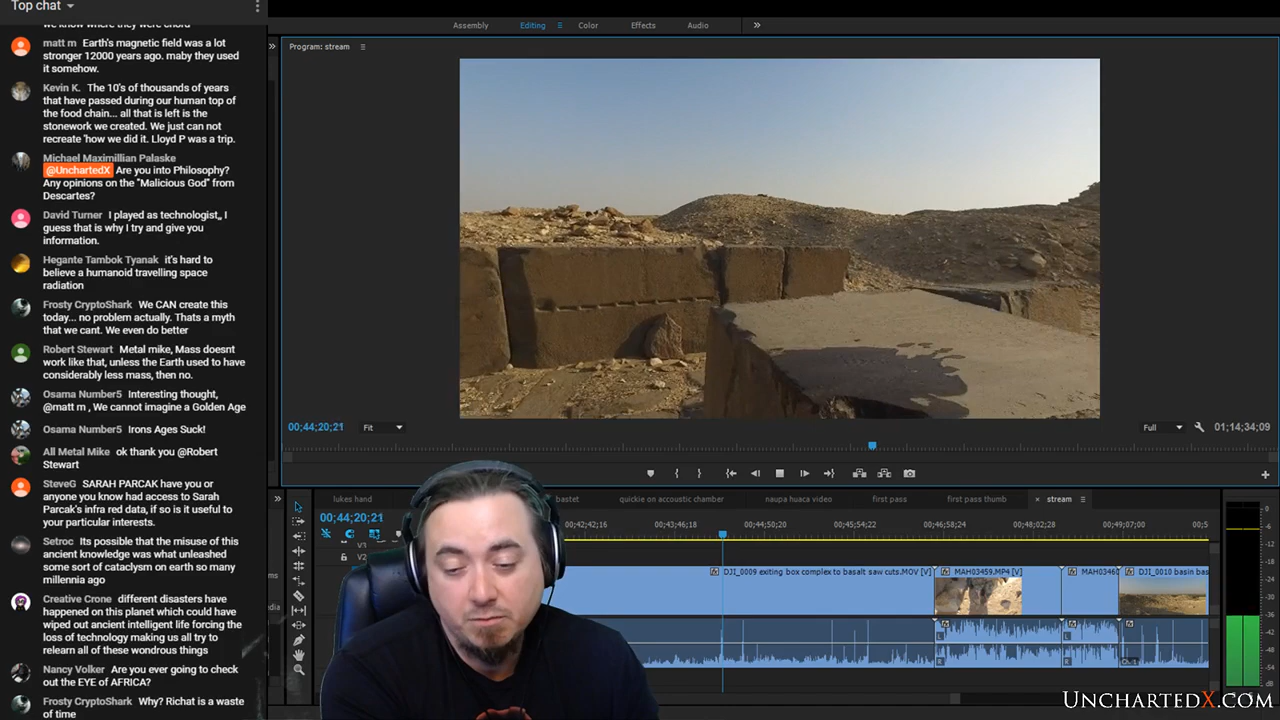 Top chat
we know where they were chord
matt m Earth's magnetic field was a lot
stronger 12000 years ago. maby they used
it somehow.
Kevin K. The 10's of thousands of years
that have passed during our human top of
the food chain... all that is left is the
stonework we created. We just can not
recreate 'how we did it. Lloyd P was a trip.
Michael Maximillian Palaske
@UnchartedX Are you into Philosophy?
Any opinions on the "Malicious God" from
Descartes?
David Turner I played as technologist,, I
guess that is why I try and give you
information.
Hegante Tambok Tyanak it's hard to
believe a humanoid travelling space
radiation
Frosty CryptoShark We CAN create this
today... no problem actually. Thats a myth
that we cant. We even do better
Robert Stewart Metal mike, Mass doesnt
work like that, unless the Earth used to have
considerably less mass, then no.
Osama Number5 Interesting thought,
@matt m , We cannot imagine a Golden Age
Osama Number5 Irons Ages Suck!
All Metal Mike ok thank you @Robert
Stewart
SteveG SARAH PARCAK have you or
anyone you know had access to Sarah
Parcak's infra red data, if so is it useful to
your particular interests.
Setroc Its possible that the misuse of this
ancient knowledge was what unleashed
some sort of cataclysm on earth so many
millennia ago
Creative Crone different disasters have
happened on this planet which could have
wiped out ancient intelligent life forcing the
loss of technology making us all try to
relearn all of these wondrous things
Nancy Volker Are you ever going to check
out the EYE of AFRICA?
Frosty CryptoShark Why? Richat is a waste
of time
Assembly Editing Color Effects Audio
Program: stream
00;44;20;21 Fit Full 01;14;34;09
lukes hand bastet quickie on accoustic chamber naupa huaca video first pass first pass thumb stream
00;44;20;21
00;42;42;16 00;43;46;18 00;44;50;20 00;45;54;22 00;46;58;24 00;48;02;28 00;49;07;00
V2
DJI_0009 exiting box complex to basalt saw cuts.MOV [V] MAH03459.MP4 [V] MAH0346 DJI_0010 basin bas
0
-6
-12
-18
-24
-30
-36
-42
-48
-54
dB
UnchartedX.com